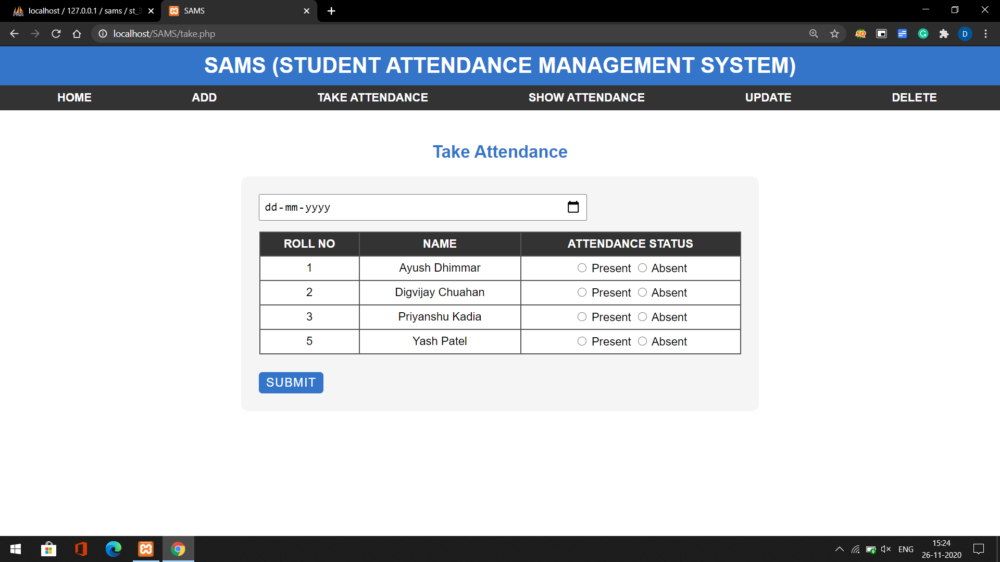 localhost / 127.0.0.1 / sams / st_3
SAMS
localhost/SAMS/take.php
SQ
G
D
SAMS (STUDENT ATTENDANCE MANAGEMENT SYSTEM)
HOME ADD TAKE ATTENDANCE SHOW ATTENDANCE UPDATE DELETE
Take Attendance
dd-mm-yyyy
ROLL NO NAME ATTENDANCE STATUS
1 Ayush Dhimmar Present Absent
2 Digvijay Chuahan Present Absent
3 Priyanshu Kadia Present Absent
5 Yash Patel Present Absent
SUBMIT
ENG
15:24
26-11-2020